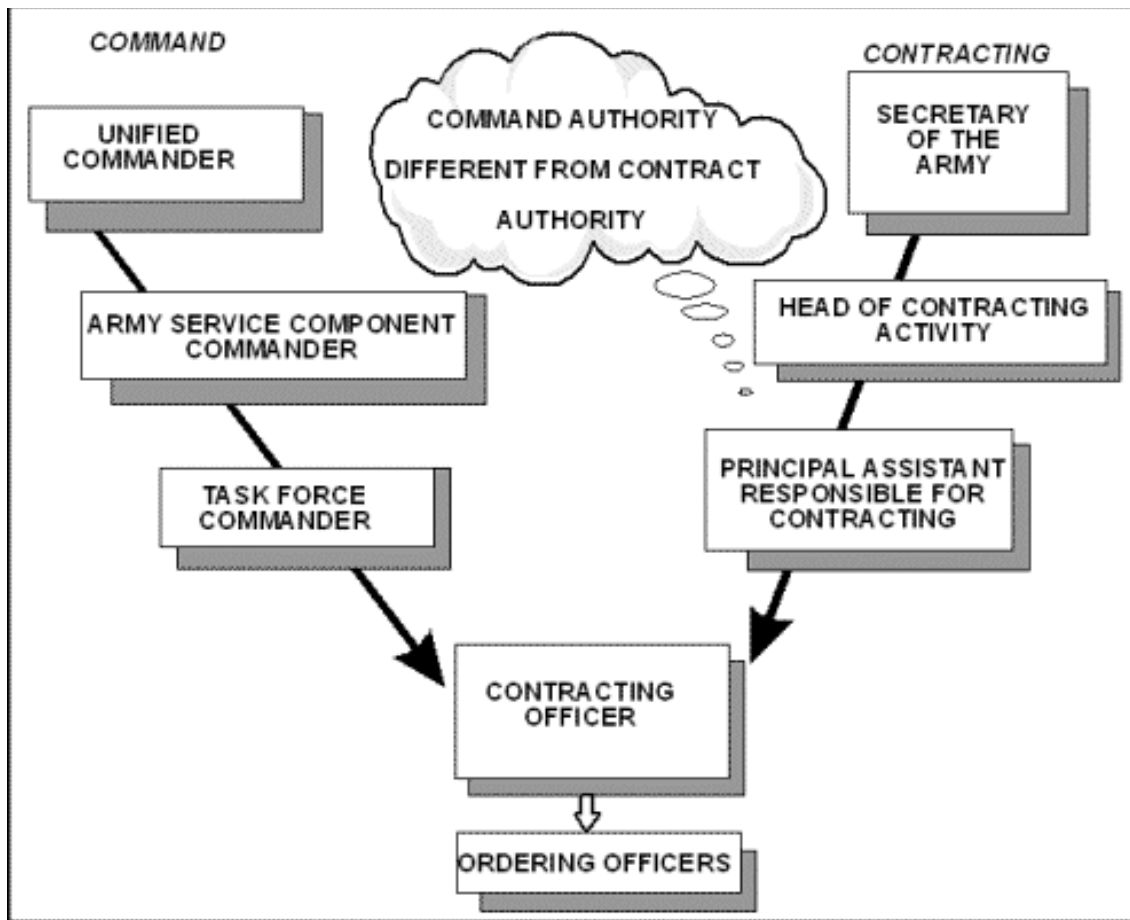 COMMAND
UNIFIED
COMMANDER
ARMY SERVICE COMPONENT
COMMANDER
TASK FORCE
COMMANDER
COMMAND AUTHORITY
DIFFERENT FROM CONTRACT
AUTHORITY
CONTRACTING
SECRETARY
OF THE
ARMY
HEAD OF CONTRACTING
ACTIVITY
PRINCIPAL ASSISTANT
RESPONSIBLE FOR
CONTRACTING
CONTRACTING
OFFICER
ORDERING OFFICERS